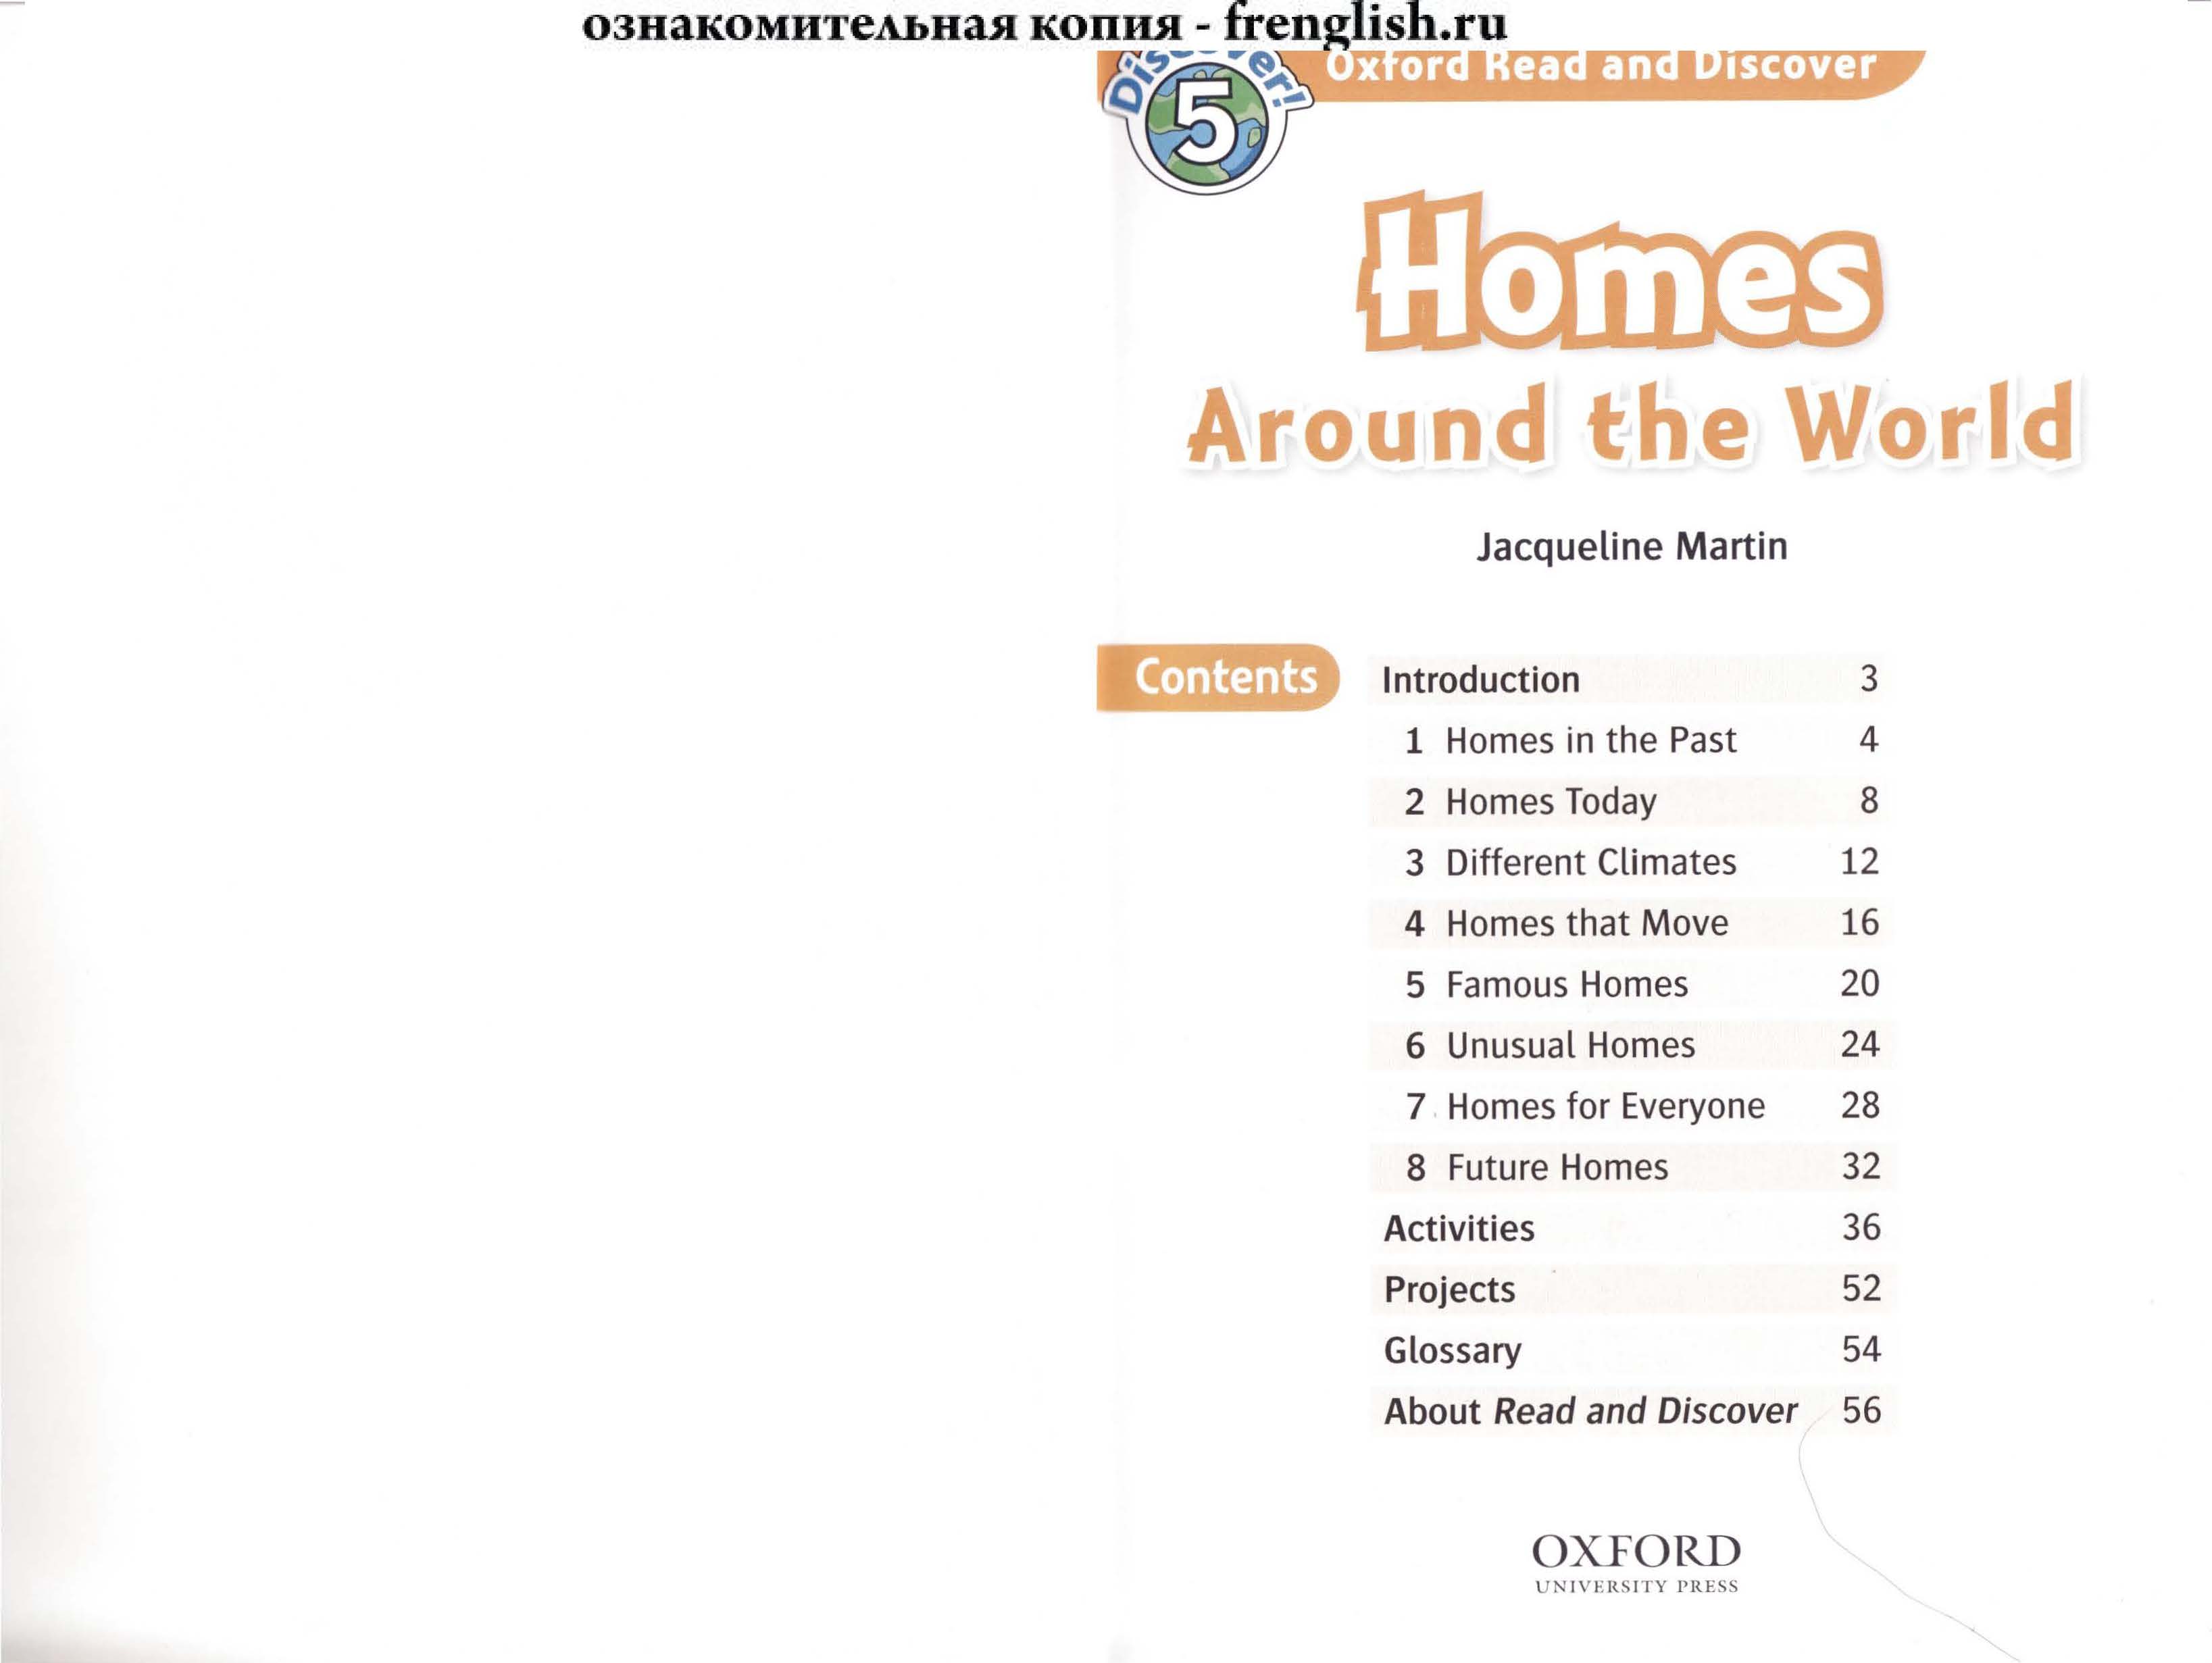 ознакомительная копия - frenglish.ru
Discover!
5
Oxford Read and Discover
Homes
Around the World
Jacqueline Martin
Contents
Introduction 3
1 Homes in the Past 4
2 Homes Today 8
3 Different Climates 12
4 Homes that Move 16
5 Famous Homes 20
6 Unusual Homes 24
7 Homes for Everyone 28
8 Future Homes 32
Activities 36
Projects 52
Glossary 54
About Read and Discover 56
OXFORD
UNIVERSITY PRESS